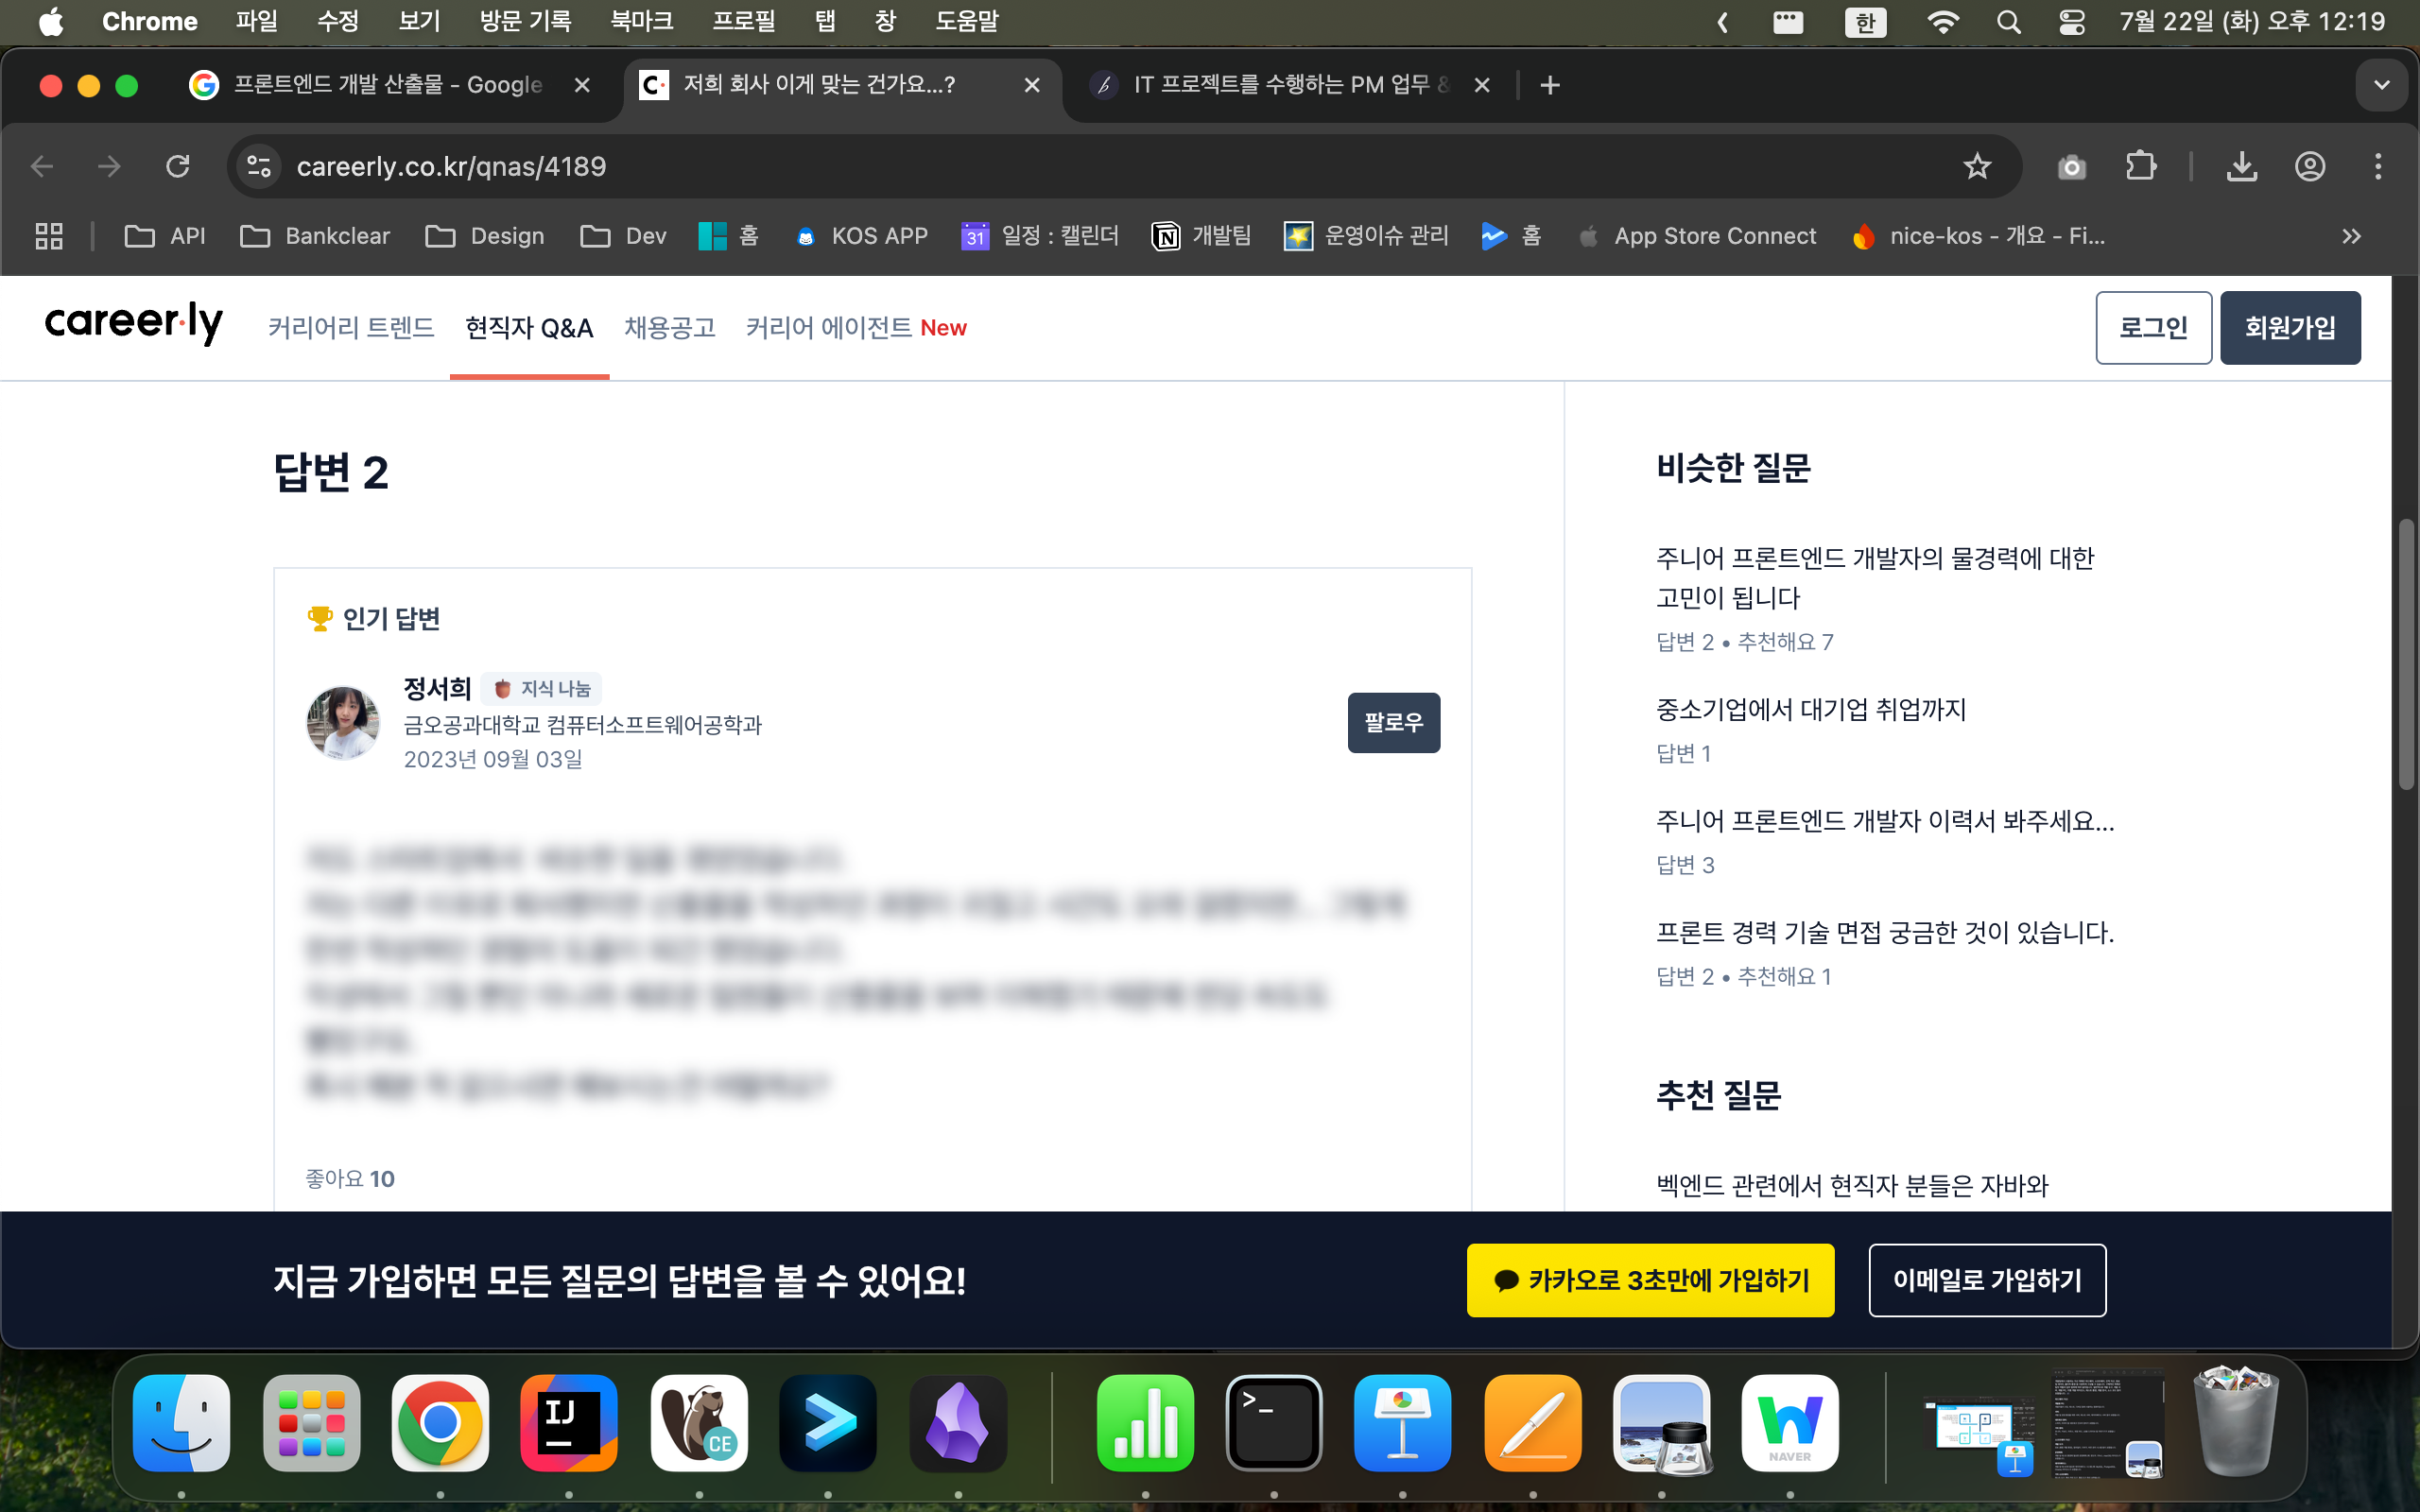 Chrome 파일 수정 보기 방문 기록 북마크 프로필 탭 창 도움말 한 7월 22일 (화) 오후 12:19
프론트엔드 개발 산출물 - Google
저희 회사 이게 맞는 건가요...?
IT 프로젝트를 수행하는 PM 업무 &
careerly.co.kr/qnas/4189
API Bankclear Design Dev 홈 KOS APP 31 일정 : 캘린더 개발팀 운영이슈 관리 홈 App Store Connect nice-kos - 개요 - Fi...
career·ly 커리어리 트렌드 현직자 Q&A 채용공고 커리어 에이전트 New 로그인 회원가입
답변 2
인기 답변
정서희 지식 나눔
금오공과대학교 컴퓨터소프트웨어공학과
2023년 09월 03일
팔로우
좋아요 10
비슷한 질문
주니어 프론트엔드 개발자의 물경력에 대한
고민이 됩니다
답변 2 • 추천해요 7
중소기업에서 대기업 취업까지
답변 1
주니어 프론트엔드 개발자 이력서 봐주세요...
답변 3
프론트 경력 기술 면접 궁금한 것이 있습니다.
답변 2 • 추천해요 1
추천 질문
벡엔드 관련에서 현직자 분들은 자바와
지금 가입하면 모든 질문의 답변을 볼 수 있어요!
카카오로 3초만에 가입하기
이메일로 가입하기
IJ
CE
NAVER